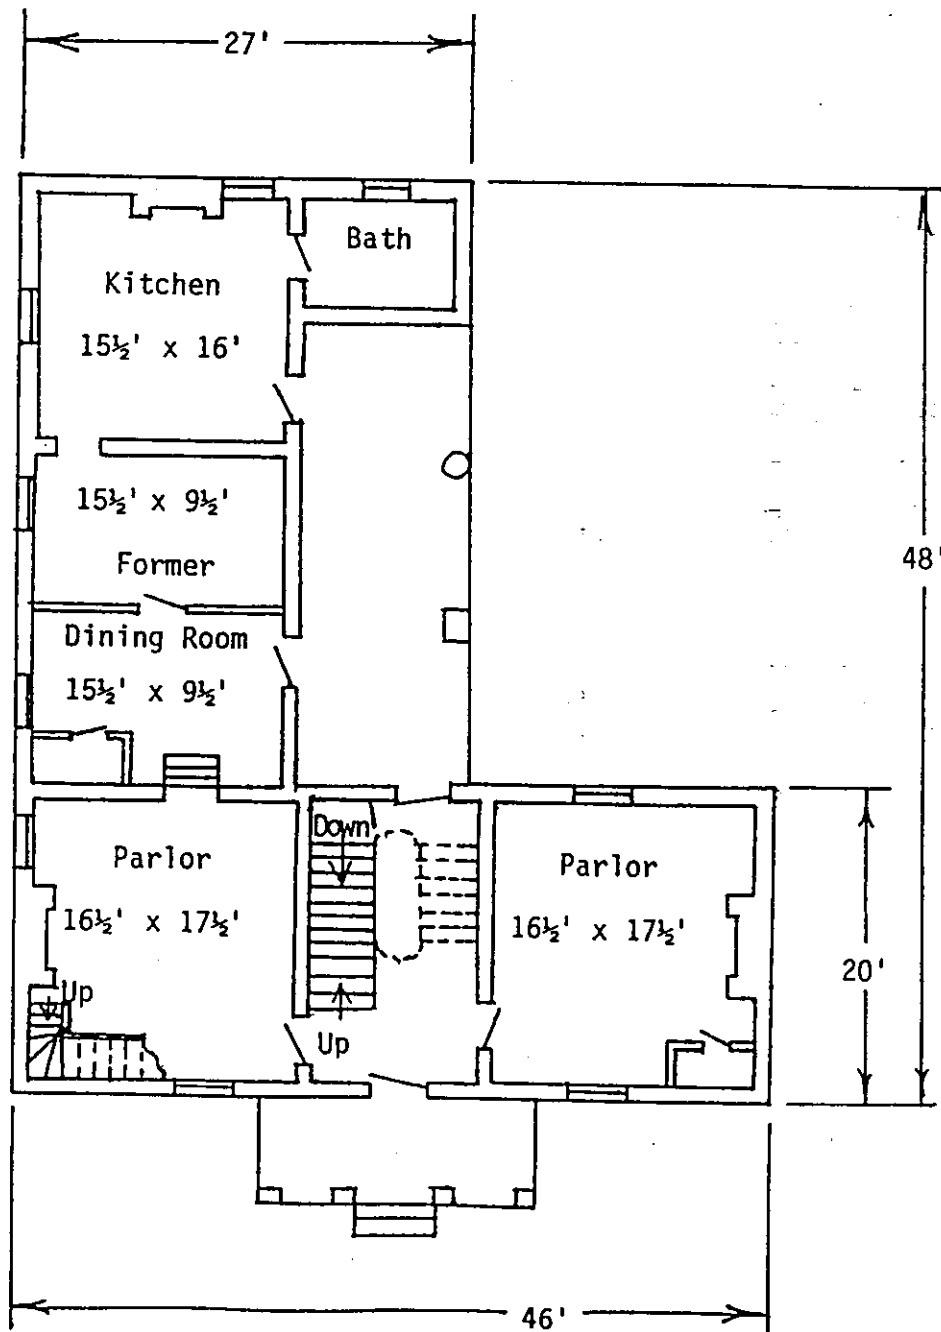 27'
Bath
Kitchen
15½' x 16'
15½' x 9½'
Former
48'
Dining Room
15½' x 9½'
Down
Parlor
16½' x 17½'
Parlor
16½' x 17½'
20'
Up
Up
46'